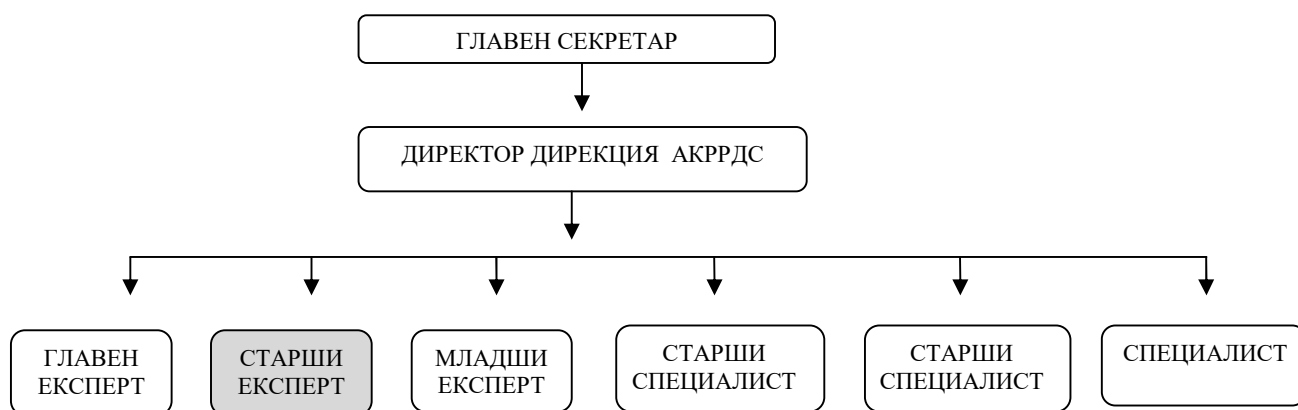 ГЛАВЕН СЕКРЕТАР
ДИРЕКТОР ДИРЕКЦИЯ АКРРДС
ГЛАВЕН
ЕКСПЕРТ
СТАРШИ
ЕКСПЕРТ
МЛАДШИ
ЕКСПЕРТ
СТАРШИ
СПЕЦИАЛИСТ
СТАРШИ
СПЕЦИАЛИСТ
СПЕЦИАЛИСТ